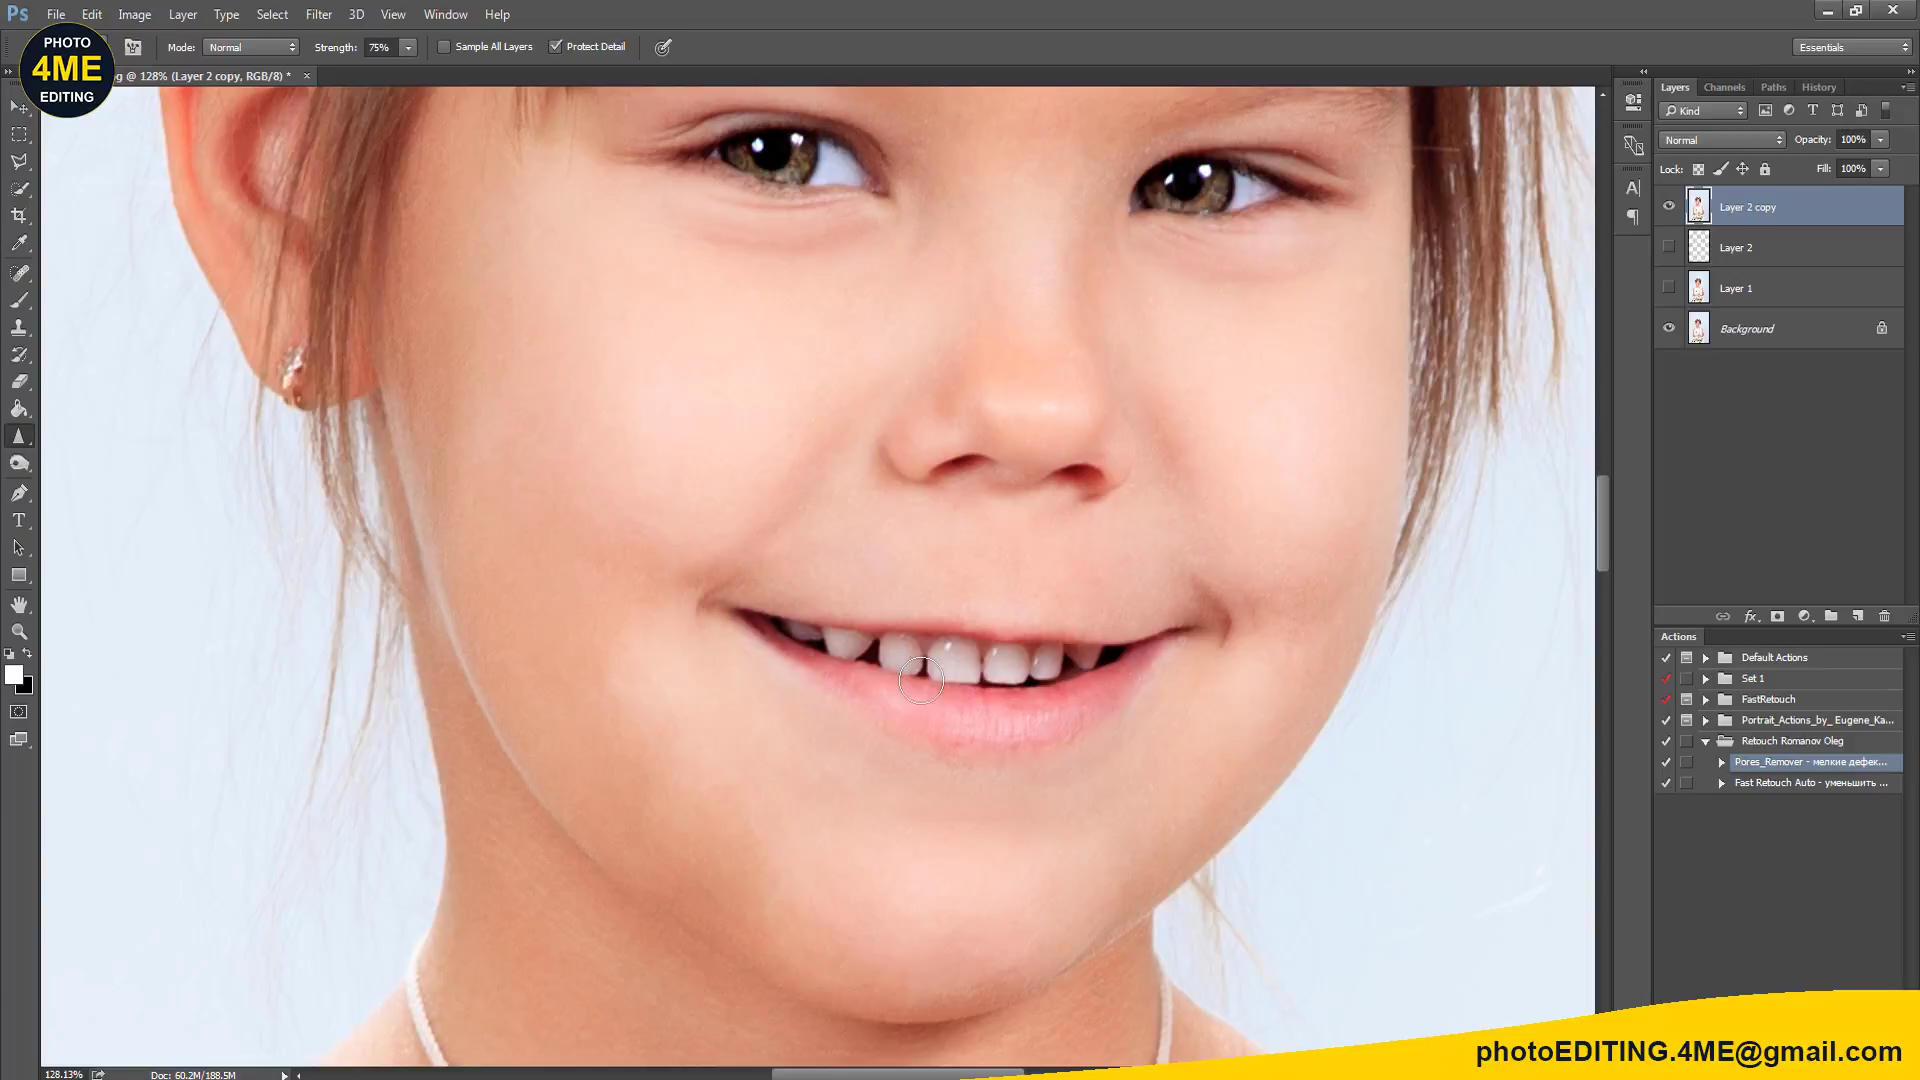 Ps File Edit Image Layer Type Select Filter 3D View Window Help
PHOTO
4ME
EDITING
Mode: Normal Strength: 75% Sample All Layers Protect Detail
Essentials
g @ 128% (Layer 2 copy, RGB/8) *
Layers Channels Paths History
Kind
Normal Opacity: 100%
Lock: Fill: 100%
Layer 2 copy
Layer 2
Layer 1
Background
Actions
Default Actions
Set 1
FastRetouch
Portrait_Actions_by_ Eugene_Ka...
Retouch Romanov Oleg
Pores_Remover - мелкие дефек...
Fast Retouch Auto - уменьшить ...
photoEDITING.4ME@gmail.com
128.13% Doc: 60.2M/188.5M